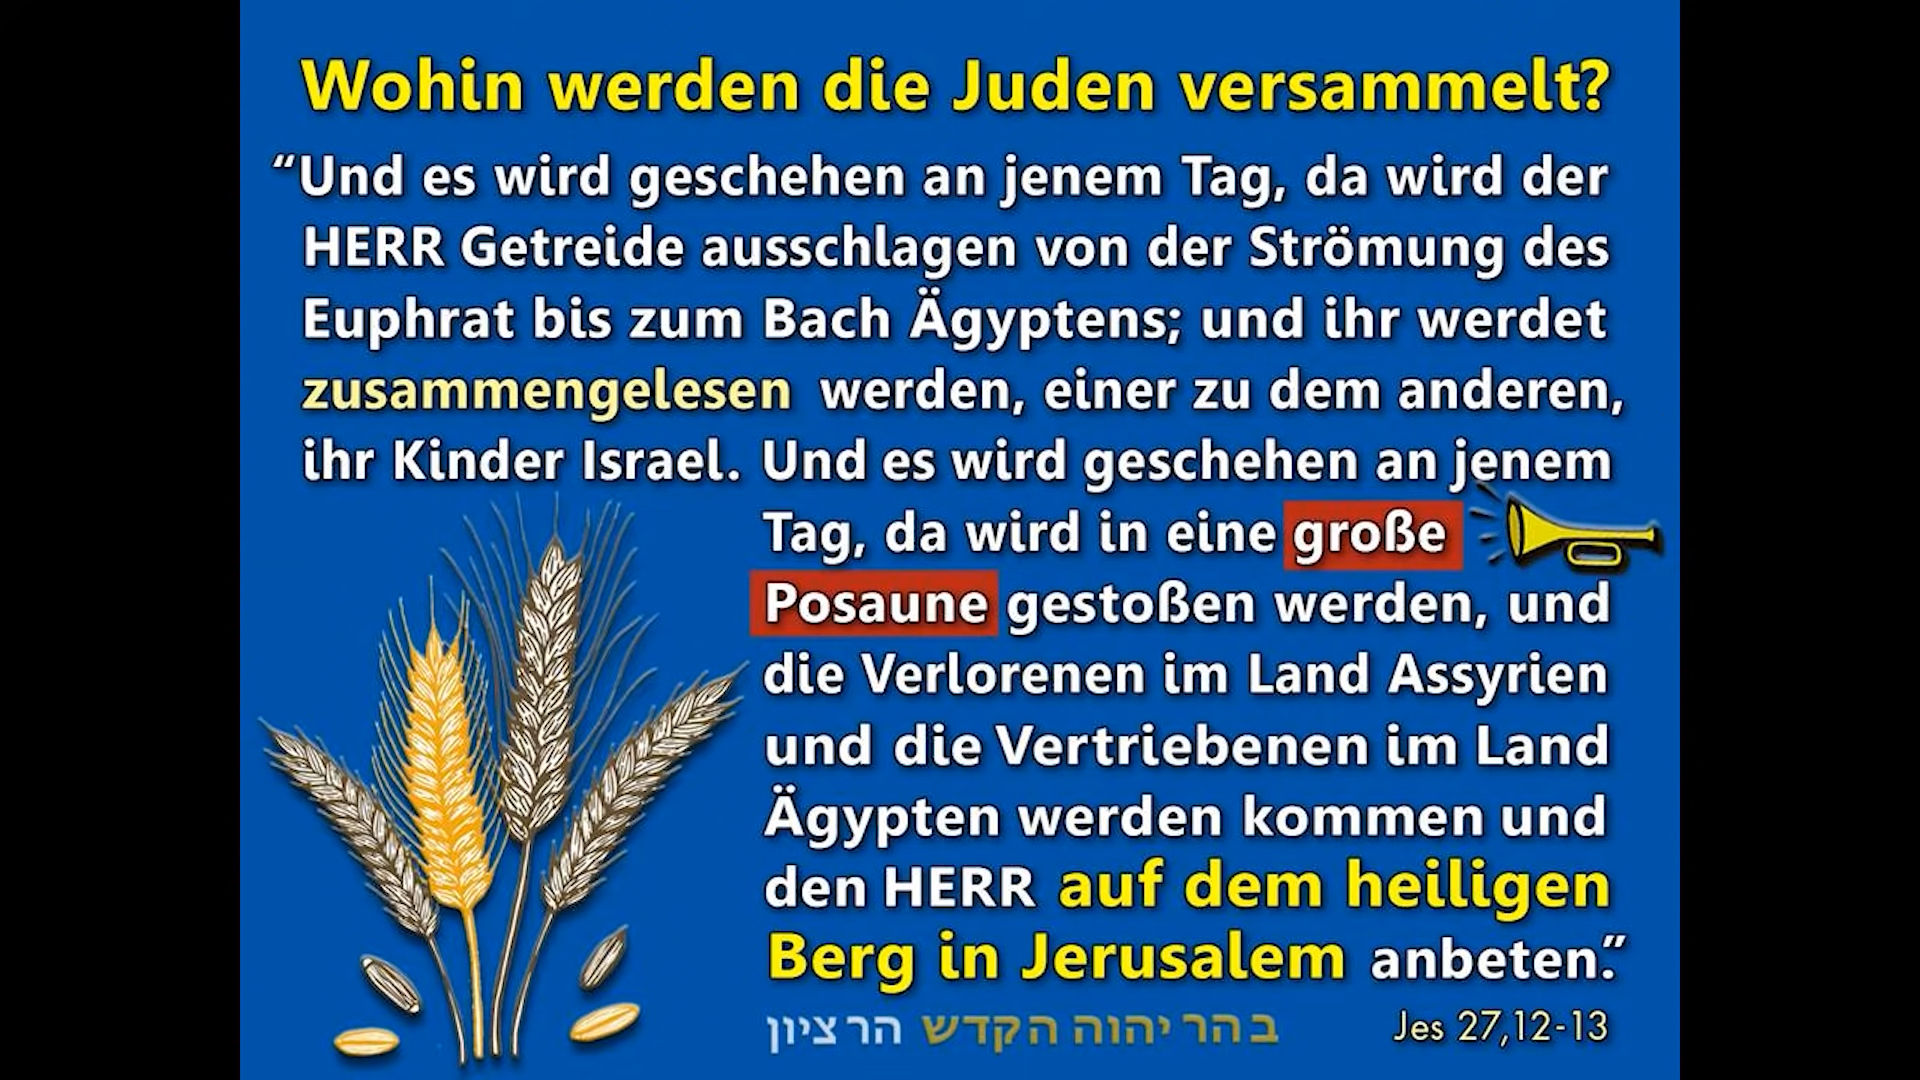 Wohin werden die Juden versammelt?
“Und es wird geschehen an jenem Tag, da wird der
HERR Getreide ausschlagen von der Strömung des
Euphrat bis zum Bach Ägyptens; und ihr werdet
zusammengelesen werden, einer zu dem anderen,
ihr Kinder Israel. Und es wird geschehen an jenem
Tag, da wird in eine große
Posaune gestoßen werden, und
die Verlorenen im Land Assyrien
und die Vertriebenen im Land
Ägypten werden kommen und
den HERR auf dem heiligen
Berg in Jerusalem anbeten.”
ב הר יהוה הקדש הר ציון
Jes 27,12-13